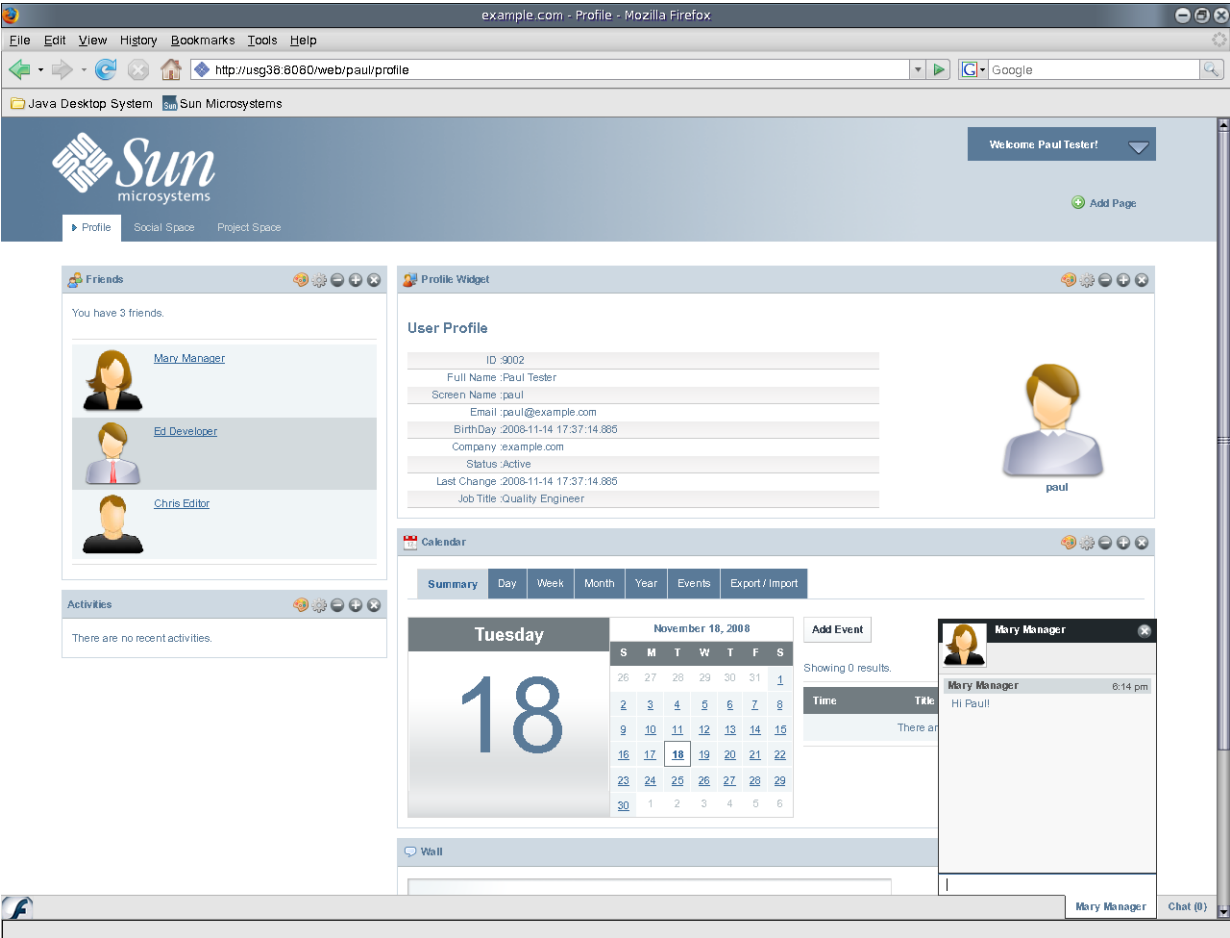 example.com - Profile - Mozilla Firefox
File Edit View History Bookmarks Tools Help
http://usg38:8080/web/paul/profile
G Google
Java Desktop System Sun Sun Microsystems
Sun
microsystems
Welcome Paul Tester!
Add Page
Profile Social Space Project Space
Friends
You have 3 friends.
Mary Manager
Ed Developer
Chris Editor
Activities
There are no recent activities.
Profile Widget
User Profile
ID :9002
Full Name :Paul Tester
Screen Name :paul
Email :paul@example.com
BirthDay :2008-11-14 17:37:14.885
Company :example.com
Status :Active
Last Change :2008-11-14 17:37:14.885
Job Title :Quality Engineer
paul
Calendar
Summary Day Week Month Year Events Export / Import
Tuesday
18
November 18, 2008
S M T W T F S
26 27 28 29 30 31 1
2 3 4 5 6 7 8
9 10 11 12 13 14 15
16 17 18 19 20 21 22
23 24 25 26 27 28 29
30 1 2 3 4 5 6
Add Event
Showing 0 results.
Time Title
There ar
Wall
Mary Manager
Mary Manager 6:14 pm
Hi Paul!
Mary Manager Chat (0)